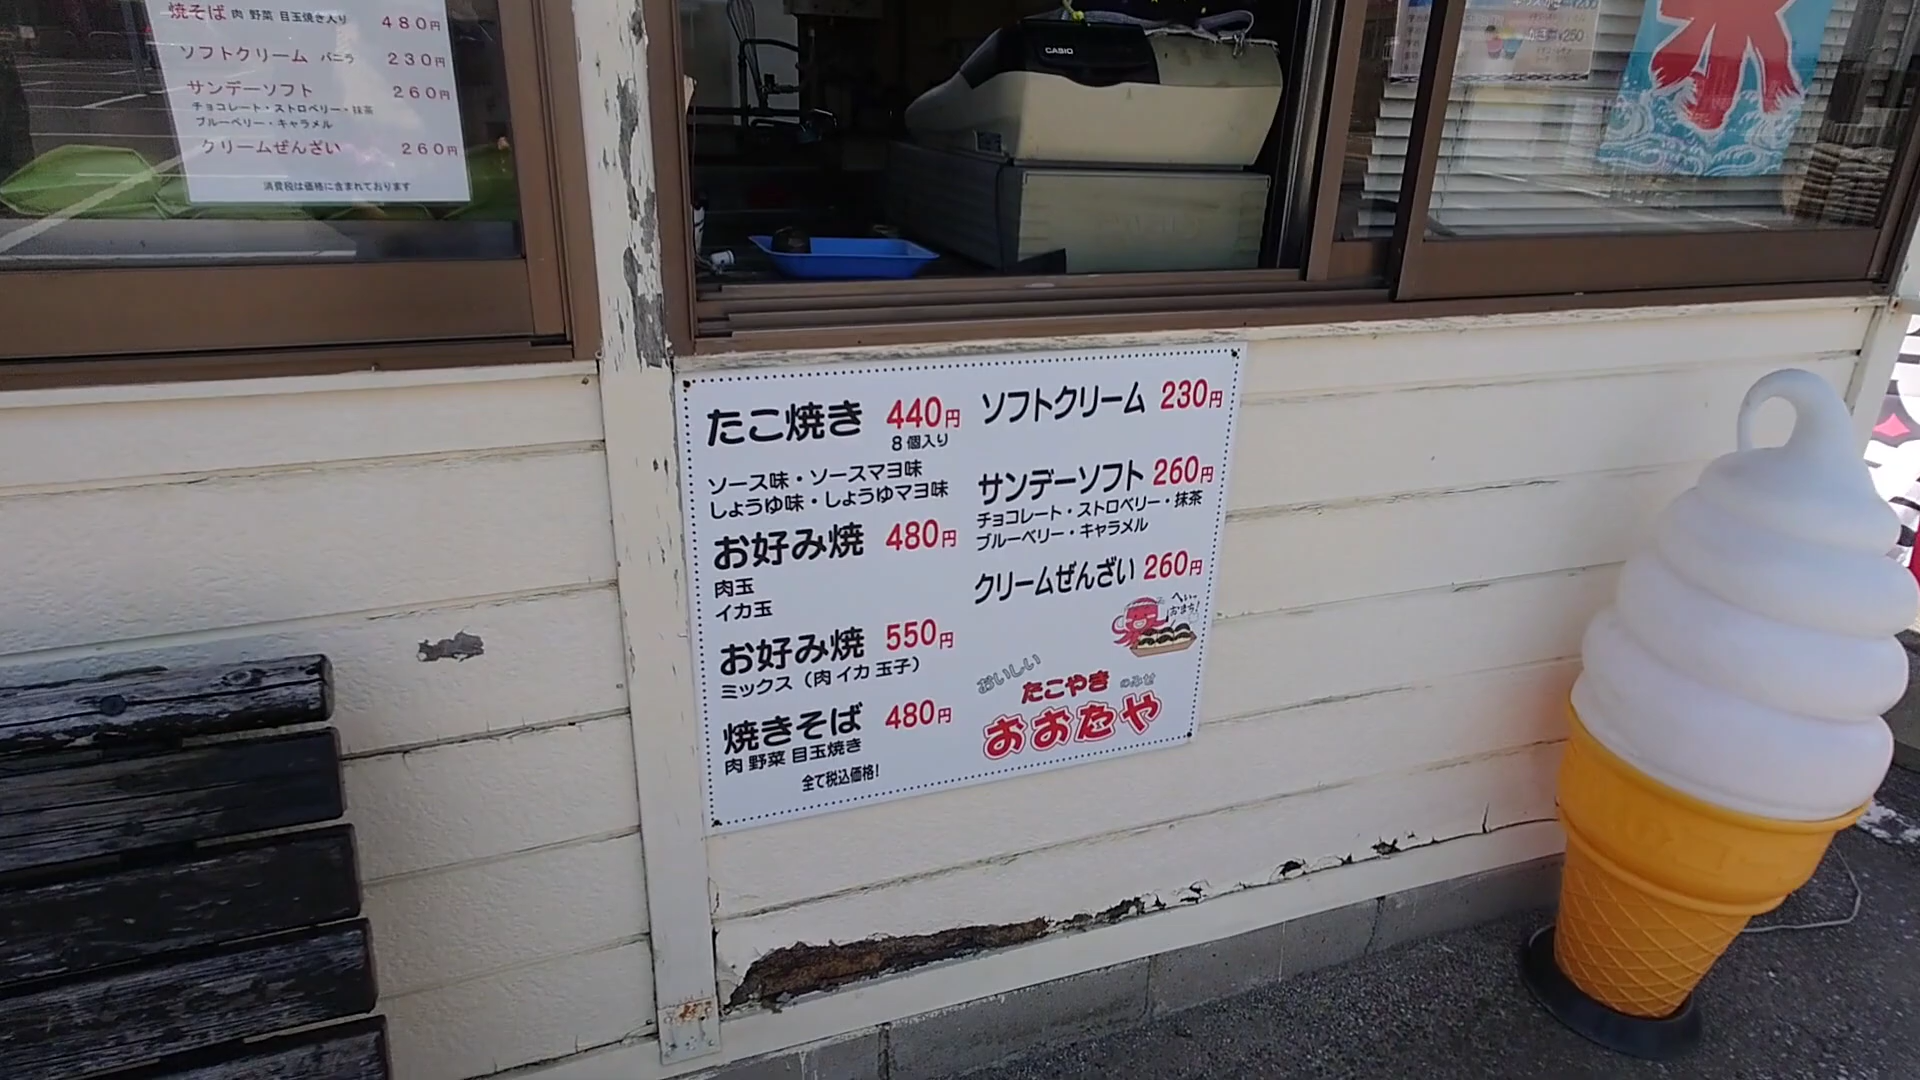 焼そば 肉 野菜 目玉焼き入り 480円
ソフトクリーム バニラ 230円
サンデーソフト 260円
チョコレート・ストロベリー・抹茶
ブルーベリー・キャラメル
クリームぜんざい 260円
消費税は価格に含まれております
CASIO
¥250
氷
たこ焼き 440円
8個入り
ソース味・ソースマヨ味
しょうゆ味・しょうゆマヨ味
お好み焼 480円
肉玉
イカ玉
お好み焼 550円
ミックス(肉 イカ 玉子)
焼きそば 480円
肉 野菜 目玉焼き
全て税込価格!
ソフトクリーム 230円
サンデーソフト 260円
チョコレート・ストロベリー・抹茶
ブルーベリー・キャラメル
クリームぜんざい 260円
へいー
おまち!
おいしい
たこやき のみせ
おおたや